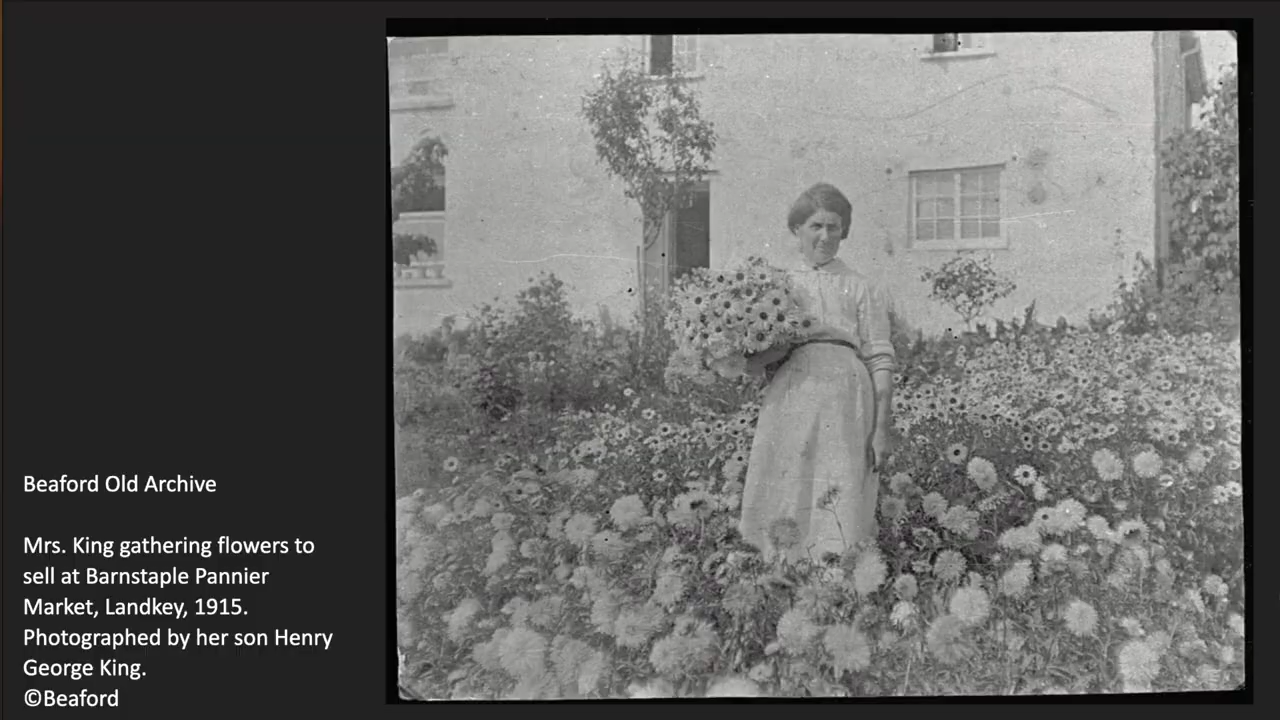 Beaford Old Archive
Mrs. King gathering flowers to
sell at Barnstaple Pannier
Market, Landkey, 1915.
Photographed by her son Henry
George King.
©Beaford